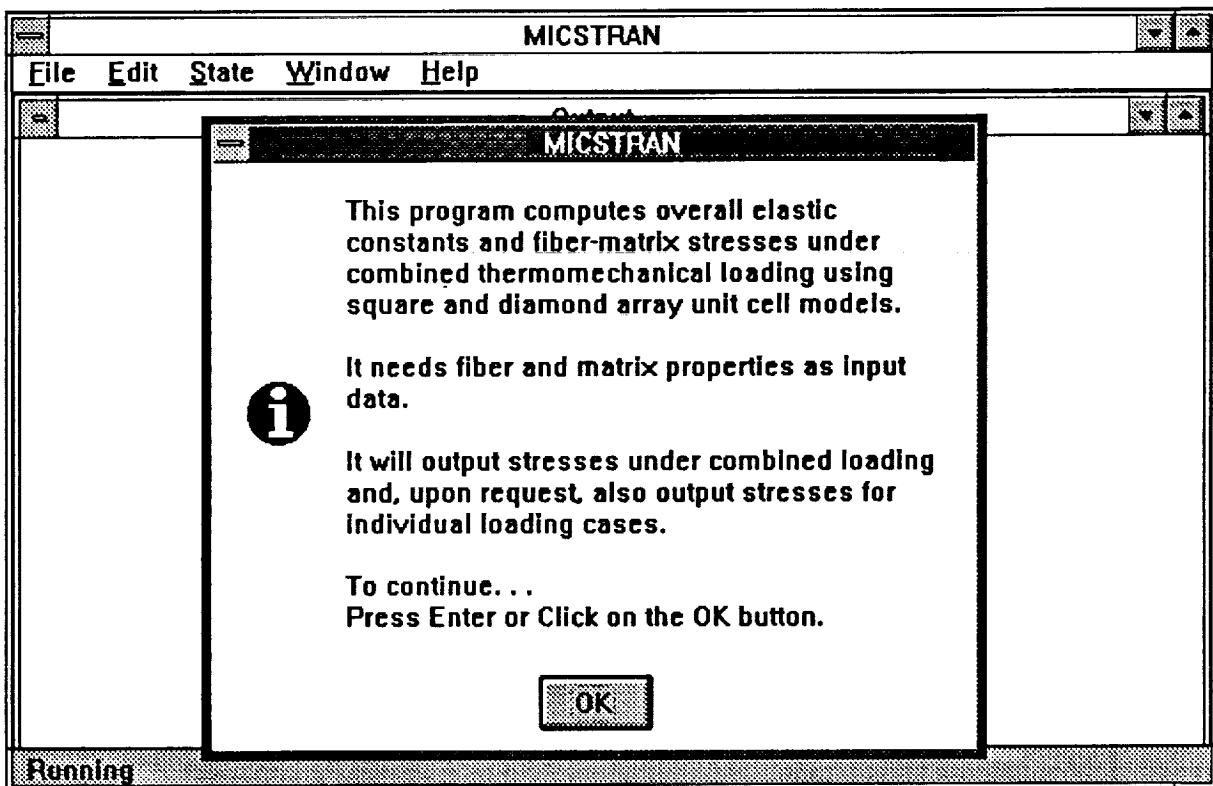 MICSTRAN
File Edit State Window Help
Output
MICSTRAN
This program computes overall elastic
constants and fiber-matrix stresses under
combined thermomechanical loading using
square and diamond array unit cell models.
It needs fiber and matrix properties as input
data.
It will output stresses under combined loading
and, upon request, also output stresses for
individual loading cases.
To continue. . .
Press Enter or Click on the OK button.
OK
Running